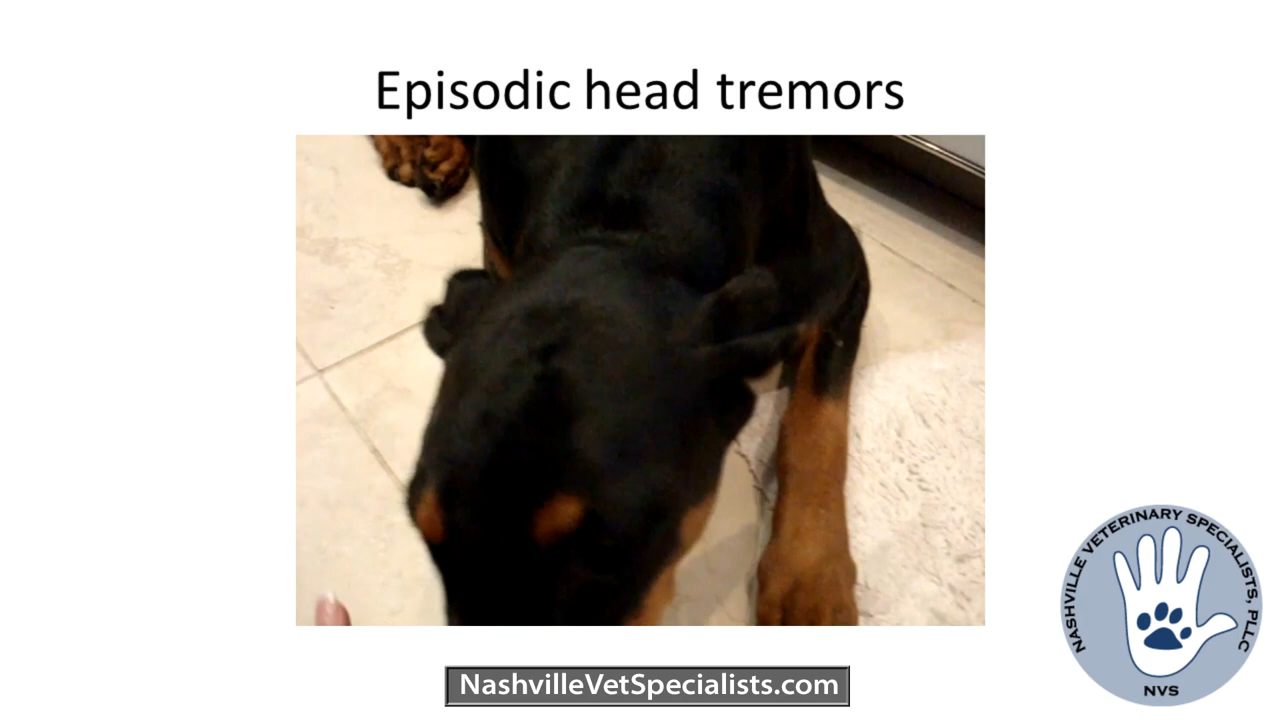 Episodic head tremors
NASHVILLE VETERINARY SPECIALISTS, PLLC
NVS
NashvilleVetSpecialists.com